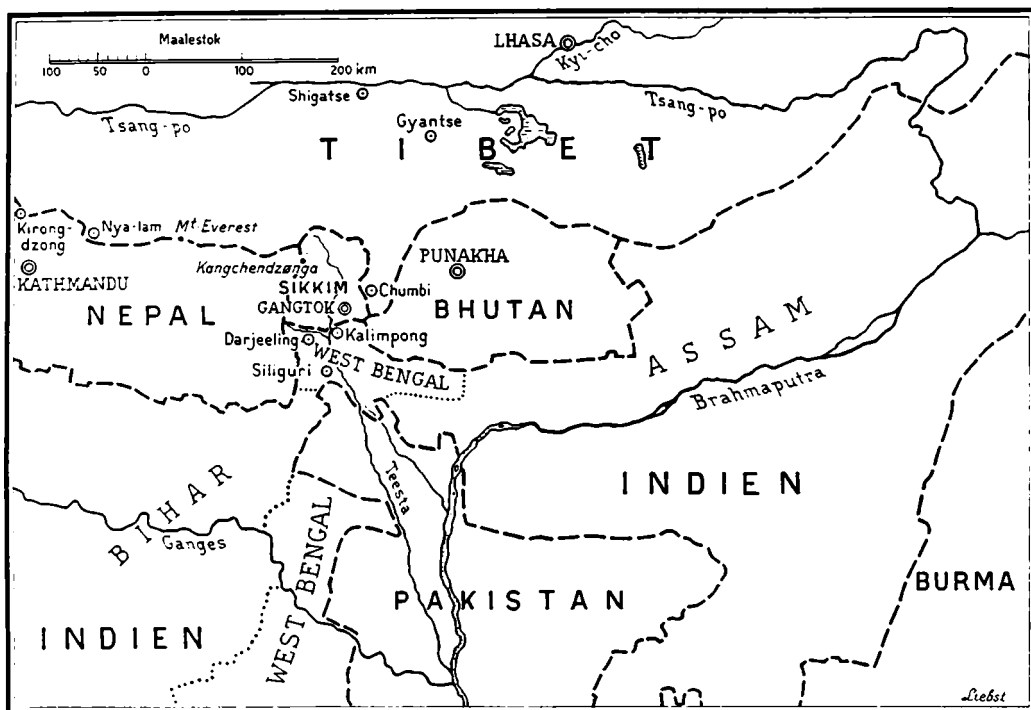 Maalestok
100 50 0 100 200 km
LHASA
Kyi-cho
Shigatse
Tsang-po
Tsang-po
Gyantse
TIBET
Kirong-
dzong
Nya-lam
Mt Everest
KATHMANDU
Kangchendzønga
PUNAKHA
SIKKIM
Chumbi
GANGTOK
NEPAL
BHUTAN
Darjeeling
Kalimpong
WEST BENGAL
Siliguri
ASSAM
Brahmaputra
BIHAR
Teesta
INDIEN
Ganges
WEST BENGAL
PAKISTAN
BURMA
INDIEN
Liebst